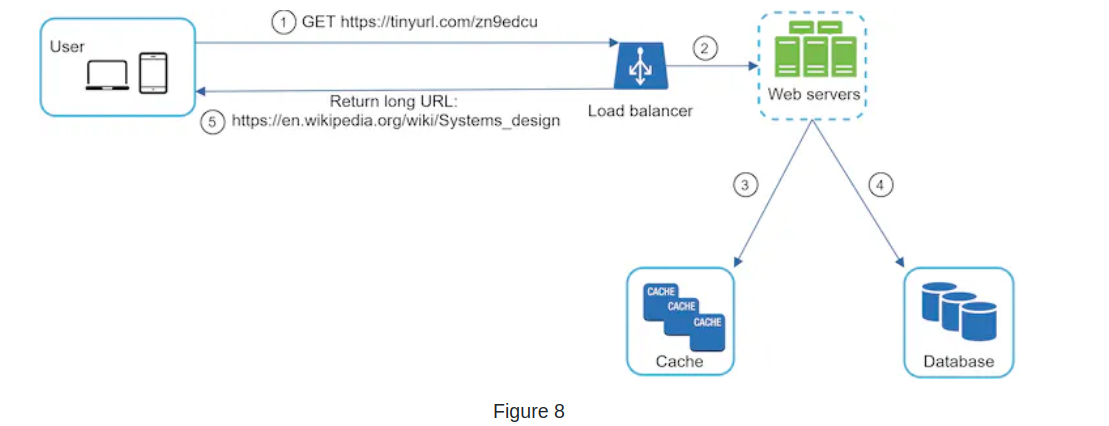 ① GET https://tinyurl.com/zn9edcu
User
②
Return long URL:
⑤ https://en.wikipedia.org/wiki/Systems_design
Load balancer
Web servers
③
④
CACHE
CACHE
CACHE
Cache
Database
Figure 8